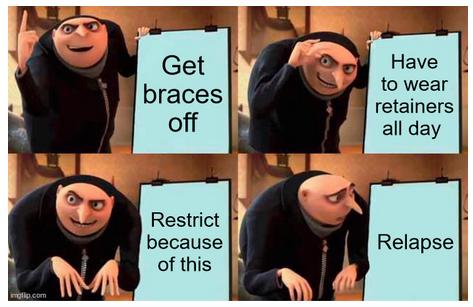 Get
braces
off
Have
to wear
retainers
all day
Restrict
because
of this
Relapse
imgflip.com